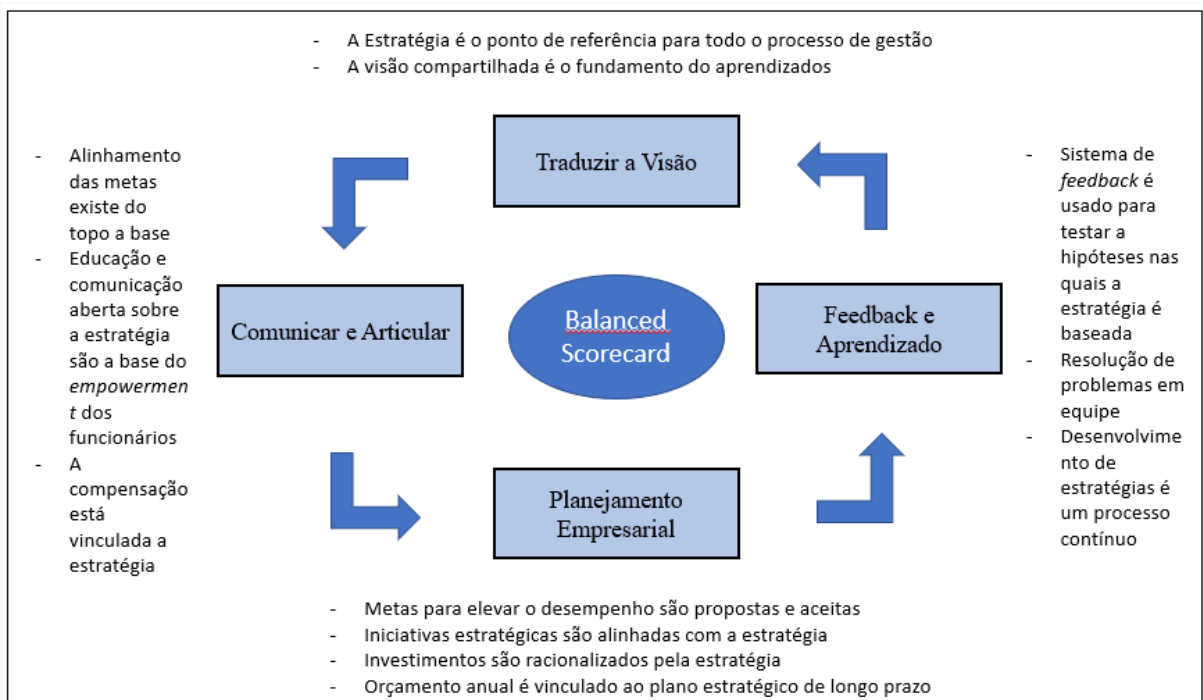 - A Estratégia é o ponto de referência para todo o processo de gestão
- A visão compartilhada é o fundamento do aprendizados
Traduzir a Visão
- Alinhamento
das metas
existe do
topo a base
- Educação e
comunicação
aberta sobre
a estratégia
são a base do
empowermen
t dos
funcionários
- A
compensação
está
vinculada a
estratégia
Comunicar e Articular
Balanced
Scorecard
Feedback e
Aprendizado
- Sistema de
feedback é
usado para
testar a
hipóteses nas
quais a
estratégia é
baseada
- Resolução de
problemas em
equipe
- Desenvolvime
nto de
estratégias é
um processo
contínuo
Planejamento
Empresarial
- Metas para elevar o desempenho são propostas e aceitas
- Iniciativas estratégicas são alinhadas com a estratégia
- Investimentos são racionalizados pela estratégia
- Orçamento anual é vinculado ao plano estratégico de longo prazo